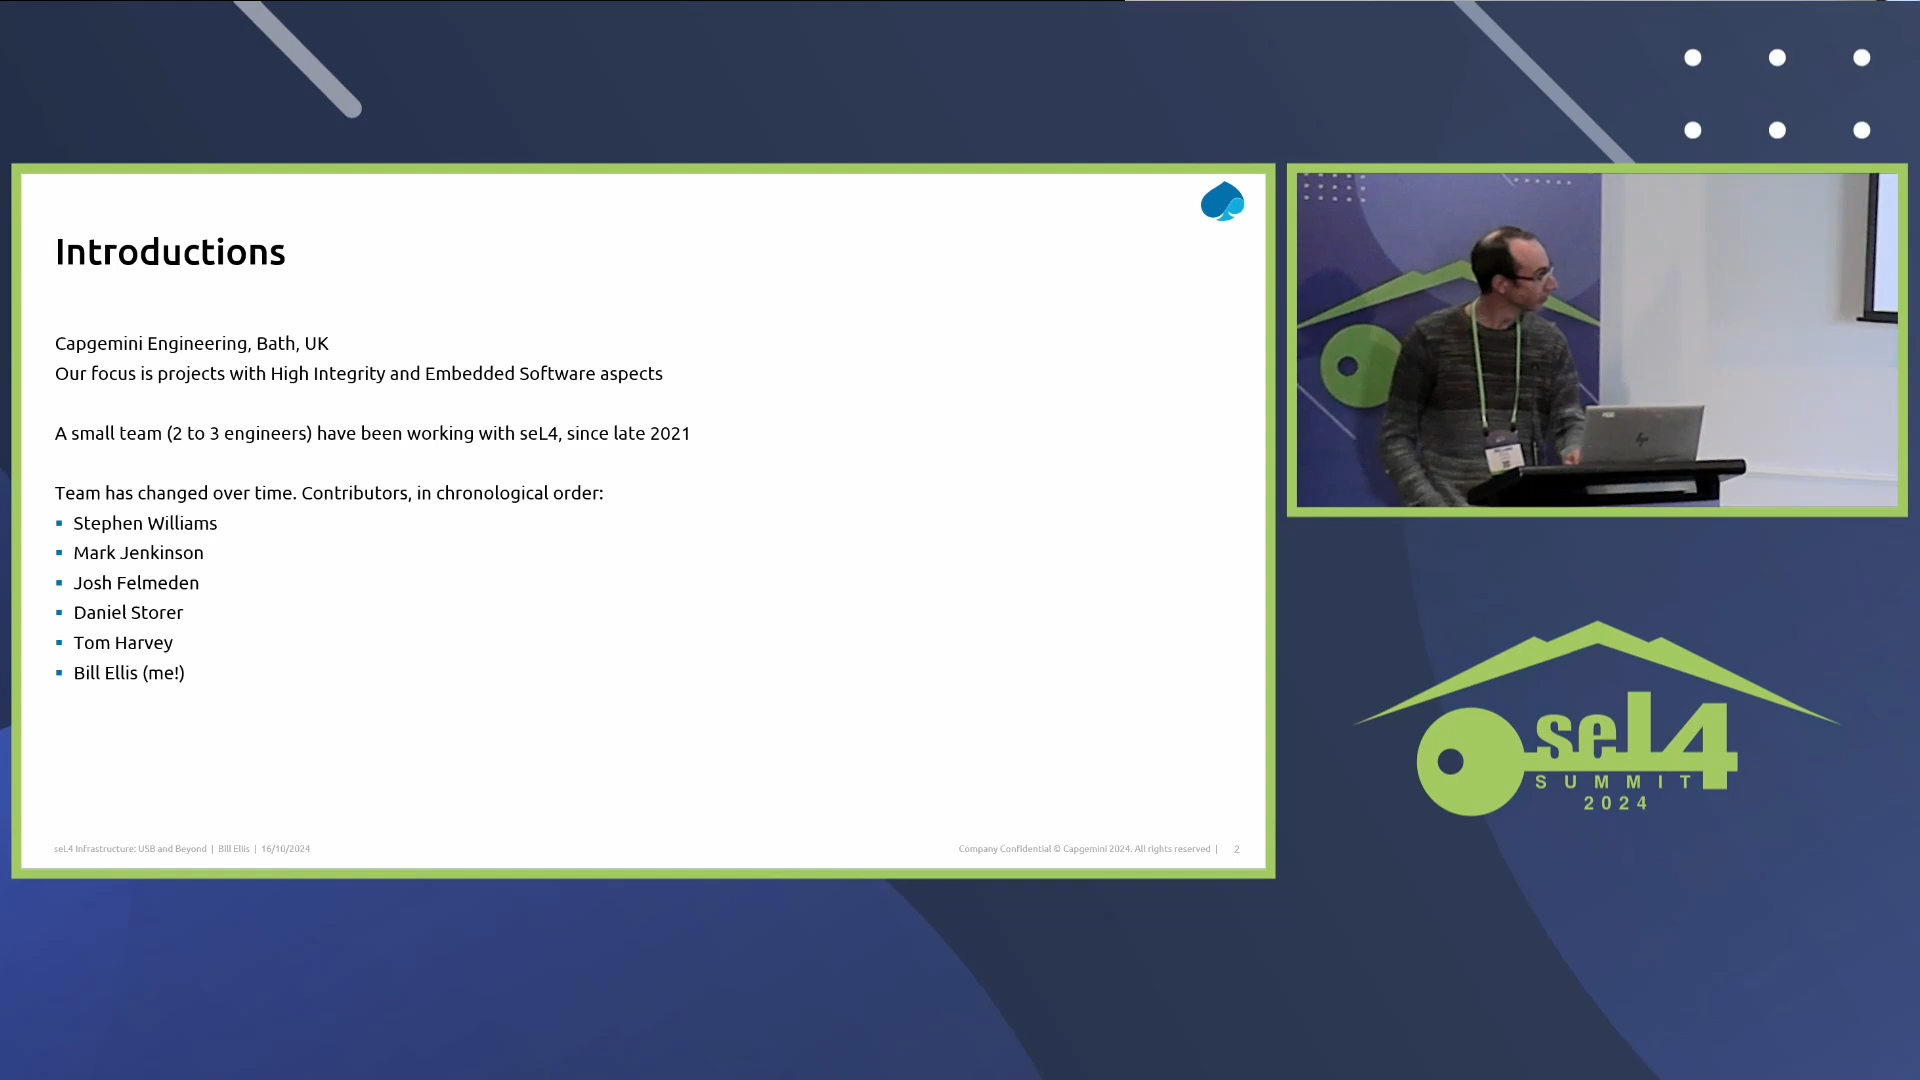 Introductions
Capgemini Engineering, Bath, UK
Our focus is projects with High Integrity and Embedded Software aspects
A small team (2 to 3 engineers) have been working with seL4, since late 2021
Team has changed over time. Contributors, in chronological order:
▪ Stephen Williams
▪ Mark Jenkinson
▪ Josh Felmeden
▪ Daniel Storer
▪ Tom Harvey
▪ Bill Ellis (me!)
seL4 Infrastructure: USB and Beyond | Bill Ellis | 16/10/2024
Company Confidential © Capgemini 2024. All rights reserved | 2
hp
seL4
SUMMIT
2024